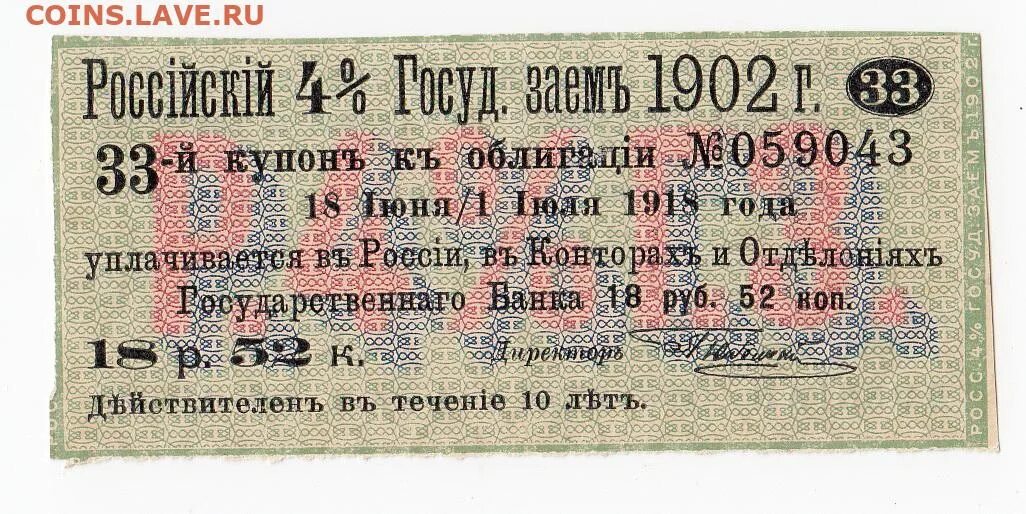 COINS.LAVE.RU
Россійскій 4% Госуд. заемъ 1902 г. 33
33-й купонъ къ облигаціи №059043
18 Іюня/1 Іюля 1918 года
уплачивается въ Россіи, въ Конторахъ и Отдѣлоніяхъ
Государственнаго Банка 18 руб. 52 коп.
18 р. 52 к. Директоръ
Дѣйствителенъ въ теченіе 10 лѣтъ.
РОСС. 4% ГОСУД. ЗАЕМЪ 1902 г.
Р.4%Г.З.